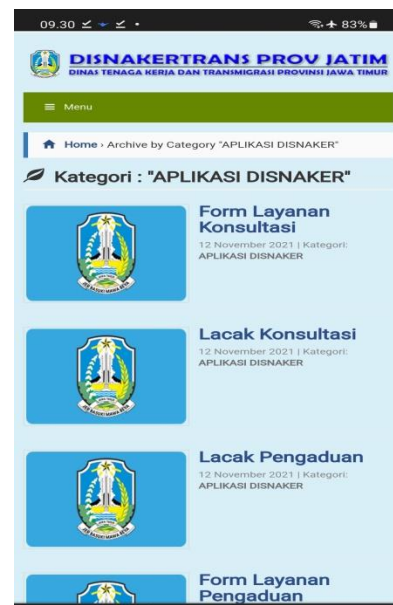 09.30
83%
DISNAKERTRANS PROV JATIM
DINAS TENAGA KERJA DAN TRANSMIGRASI PROVINSI JAWA TIMUR
Menu
Home › Archive by Category "APLIKASI DISNAKER"
Kategori : "APLIKASI DISNAKER"
Form Layanan
Konsultasi
12 November 2021 | Kategori:
APLIKASI DISNAKER
Lacak Konsultasi
12 November 2021 | Kategori:
APLIKASI DISNAKER
Lacak Pengaduan
12 November 2021 | Kategori:
APLIKASI DISNAKER
Form Layanan
Pengaduan